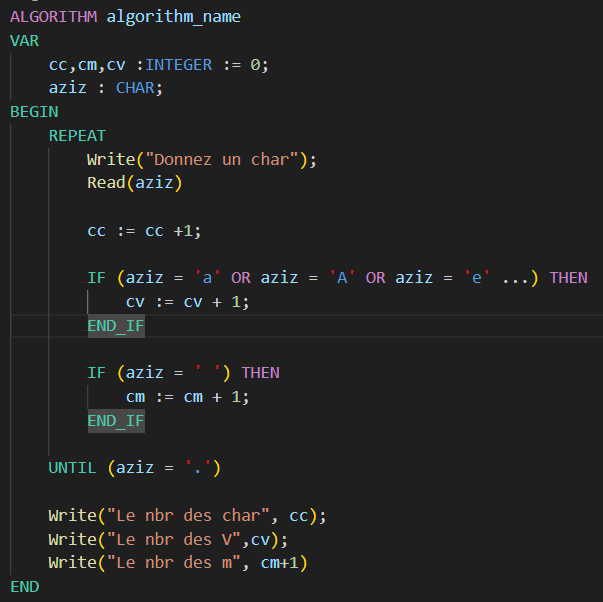 ALGORITHM algorithm_name
VAR
    cc,cm,cv :INTEGER := 0;
    aziz : CHAR;
BEGIN
    REPEAT
        Write("Donnez un char");
        Read(aziz)

        cc := cc +1;

        IF (aziz = 'a' OR aziz = 'A' OR aziz = 'e' ...) THEN
            cv := cv + 1;
        END_IF

        IF (aziz = ' ') THEN
            cm := cm + 1;
        END_IF

    UNTIL (aziz = '.')

    Write("Le nbr des char", cc);
    Write("Le nbr des V",cv);
    Write("Le nbr des m", cm+1)
END